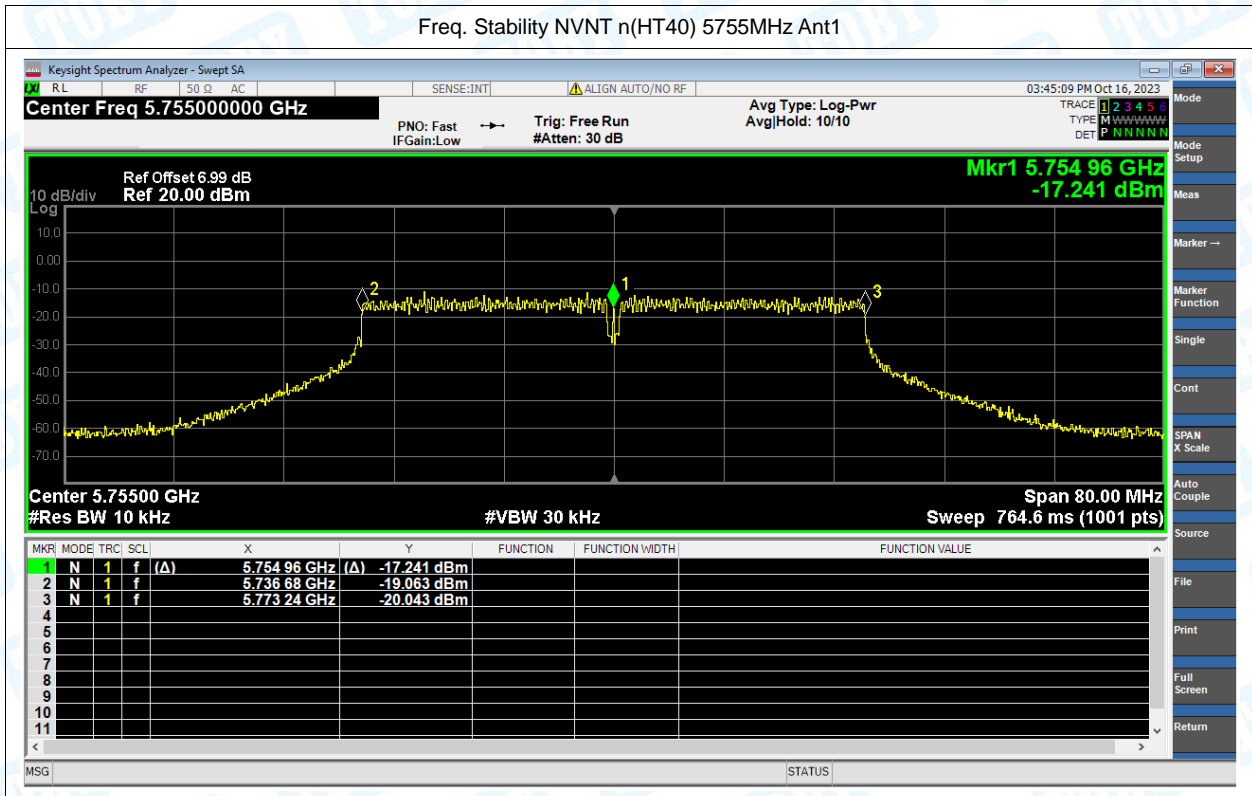 Freq. Stability NVNT n(HT40) 5755MHz Ant1
Keysight Spectrum Analyzer - Swept SA
LXI RL RF 50 Ω AC SENSE:INT ALIGN AUTO/NO RF 03:45:09 PM Oct 16, 2023
Center Freq 5.755000000 GHz
PNO: Fast
IFGain:Low
Trig: Free Run
#Atten: 30 dB
Avg Type: Log-Pwr
Avg|Hold: 10/10
TRACE 1 2 3 4 5 6
TYPE M WWWWW
DET P N N N N N
Ref Offset 6.99 dB
10 dB/div Ref 20.00 dBm
Log
Mkr1 5.754 96 GHz
-17.241 dBm
10.0
0.00
-10.0
-20.0
-30.0
-40.0
-50.0
-60.0
-70.0
2
1
3
Center 5.75500 GHz Span 80.00 MHz
#Res BW 10 kHz #VBW 30 kHz Sweep 764.6 ms (1001 pts)
MKR MODE TRC SCL X Y FUNCTION FUNCTION WIDTH FUNCTION VALUE
1 N 1 f (Δ) 5.754 96 GHz (Δ) -17.241 dBm
2 N 1 f 5.736 68 GHz -19.063 dBm
3 N 1 f 5.773 24 GHz -20.043 dBm
4
5
6
7
8
9
10
11
MSG STATUS
Mode
Mode
Setup
Meas
Marker →
Marker
Function
Single
Cont
SPAN
X Scale
Auto
Couple
Source
File
Print
Full
Screen
Return
TOBY